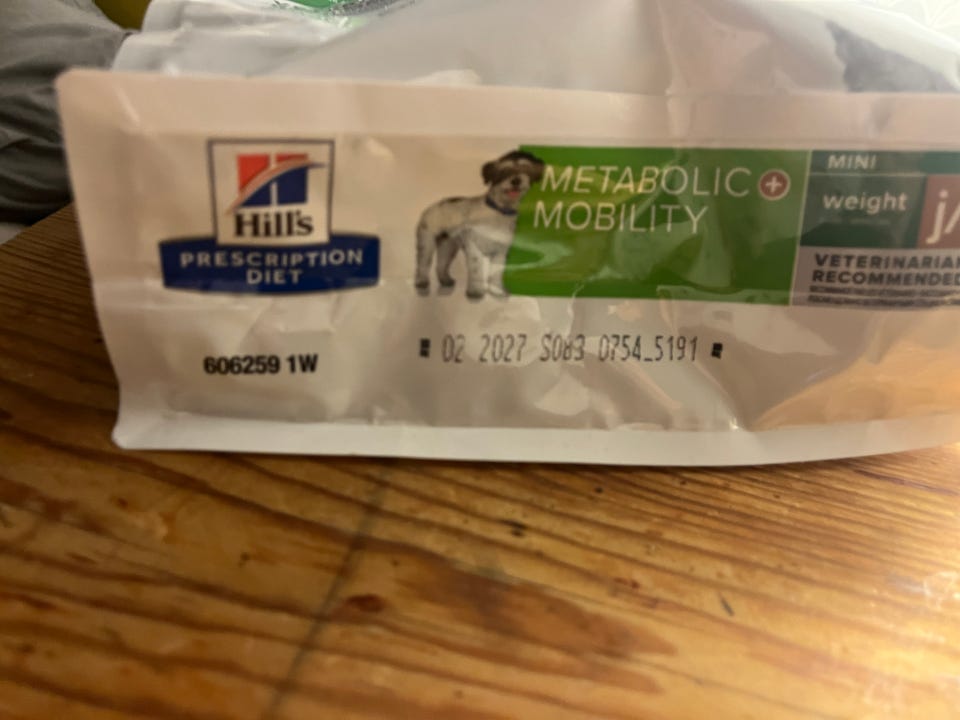 Hill's
PRESCRIPTION
DIET
METABOLIC +
MOBILITY
MINI
weight
j/
VETERINARIAN
RECOMMENDED
606259 1W
02 2027 S083 0754_5191